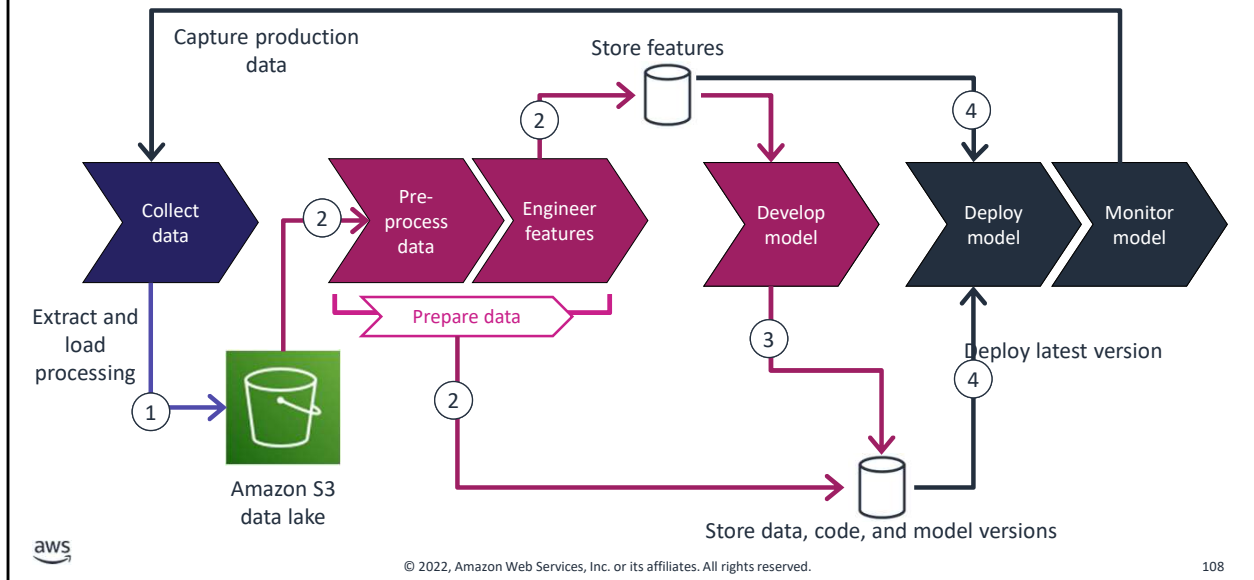 Capture production
data
Store features
2
4
Collect
data
2
Pre-
process
data
Engineer
features
Develop
model
Deploy
model
Monitor
model
Prepare data
Extract and
load
processing
3
Deploy latest version
1
2
4
Amazon S3
data lake
Store data, code, and model versions
aws
© 2022, Amazon Web Services, Inc. or its affiliates. All rights reserved.
108